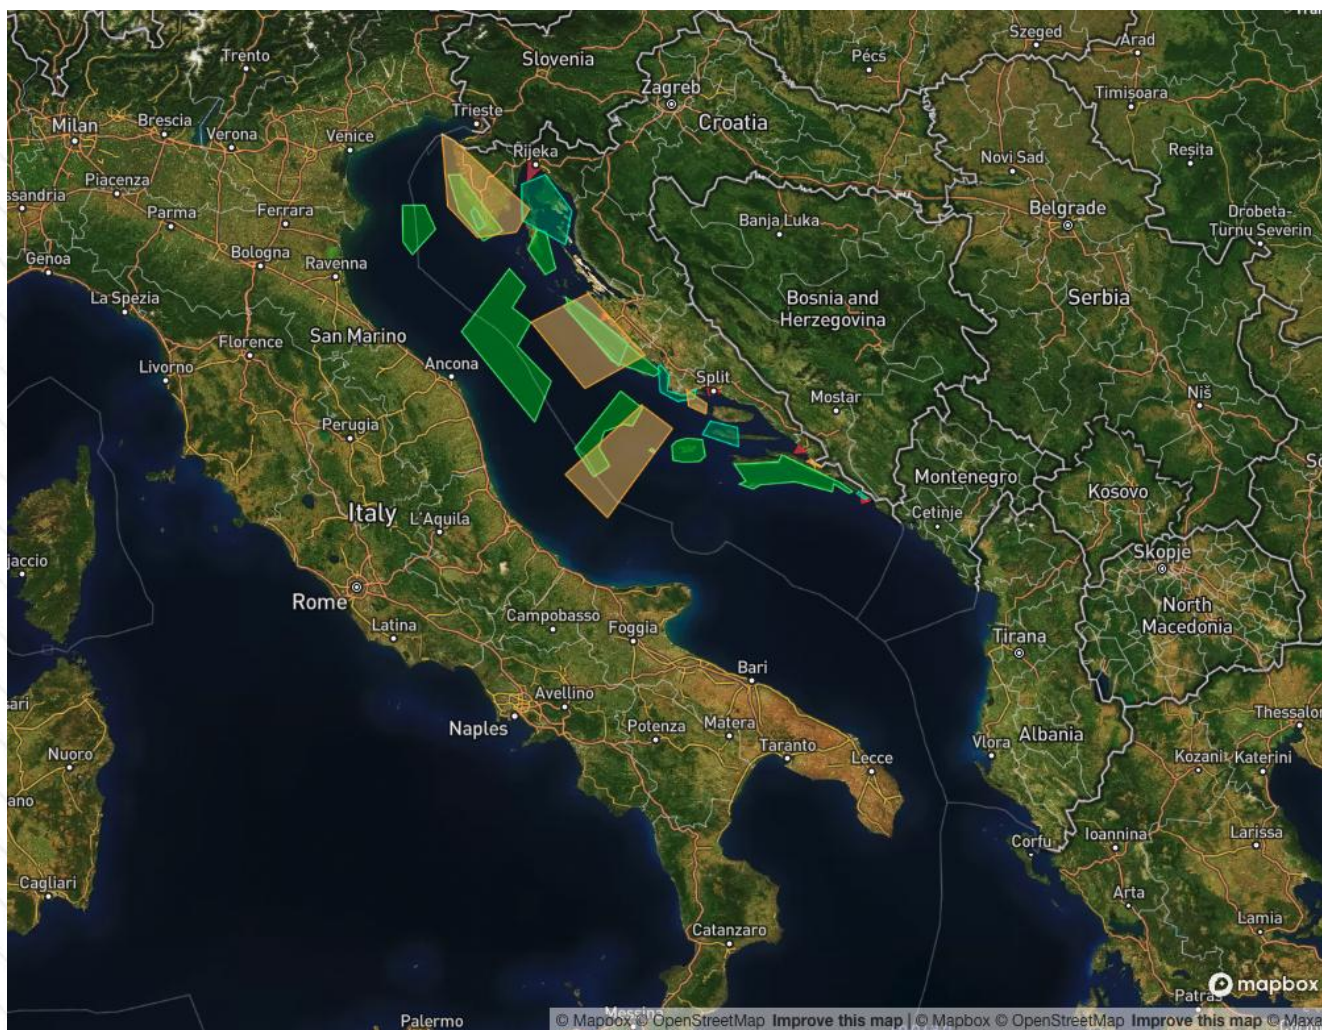 Trento
Slovenia
Szeged
Arad
Pécs
Zagreb
Timișoara
Milan
Brescia
Verona
Venice
Trieste
Croatia
Rijeka
Novi Sad
Reșița
Piacenza
ssandria
Parma
Ferrara
Banja Luka
Belgrade
Drobeta-
Turnu Severin
Genoa
Bologna
Ravenna
La Spezia
Bosnia and
Herzegovina
Serbia
San Marino
Florence
Livorno
Ancona
Split
Mostar
Niš
Perugia
Montenegro
Kosovo
Italy
L'Aquila
Cetinje
jaccio
Skopje
Rome
Latina
Campobasso
Foggia
North
Macedonia
Tirana
Bari
Avellino
Naples
Potenza
Matera
Taranto
Lecce
Vlora
Albania
Thessalon
Nuoro
Kozani
Katerini
ano
Corfu
Ioannina
Larissa
Cagliari
Arta
Lamia
Catanzaro
mapbox
Patras
Palermo
Messina
© Mapbox © OpenStreetMap Improve this map | © Mapbox © OpenStreetMap Improve this map © Maxa